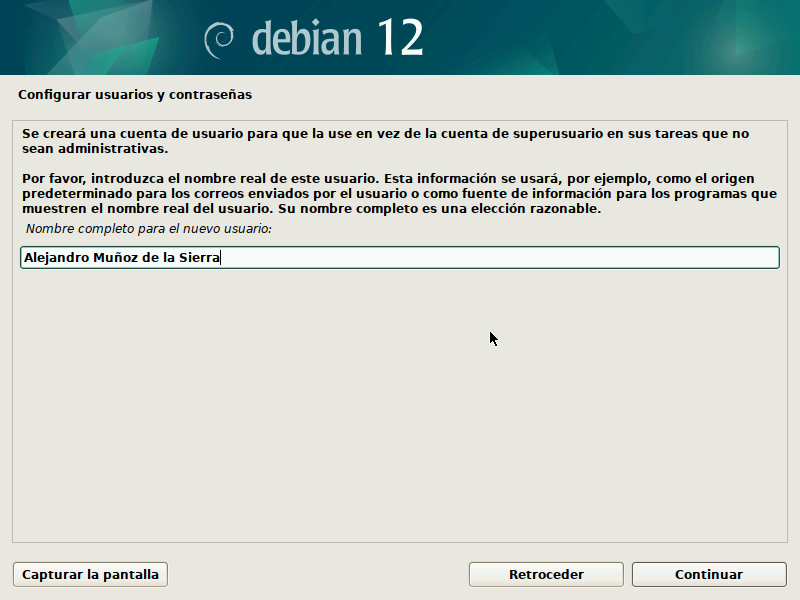 debian 12
Configurar usuarios y contraseñas
Se creará una cuenta de usuario para que la use en vez de la cuenta de superusuario en sus tareas que no
sean administrativas.
Por favor, introduzca el nombre real de este usuario. Esta información se usará, por ejemplo, como el origen
predeterminado para los correos enviados por el usuario o como fuente de información para los programas que
muestren el nombre real del usuario. Su nombre completo es una elección razonable.
Nombre completo para el nuevo usuario:
Alejandro Muñoz de la Sierra
Capturar la pantalla
Retroceder
Continuar